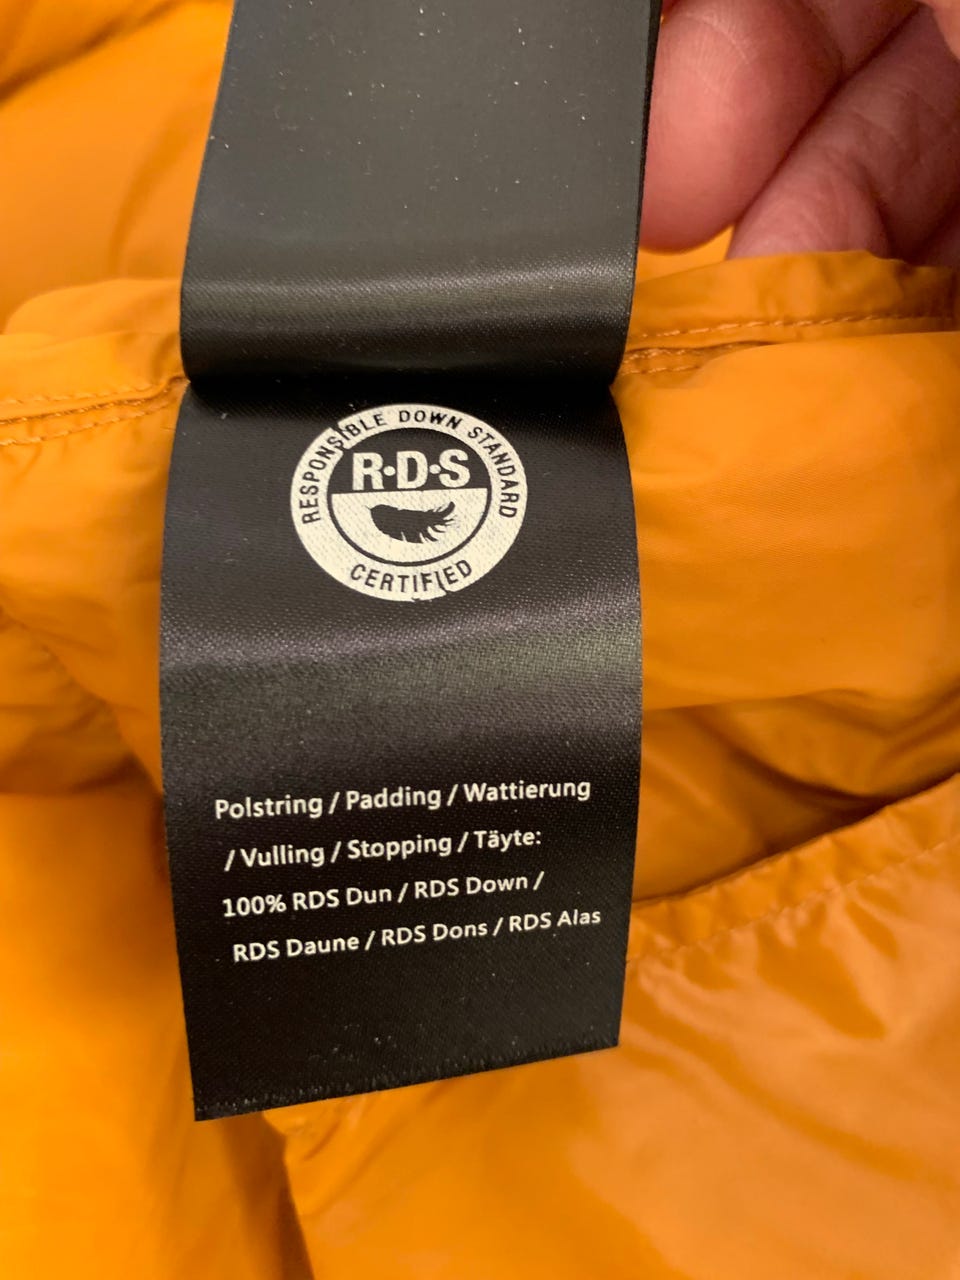 RESPONSIBLE DOWN STANDARD
R·D·S
CERTIFIED
Polstring / Padding / Wattierung
/ Vulling / Stopping / Täyte:
100% RDS Dun / RDS Down /
RDS Daune / RDS Dons / RDS Alas